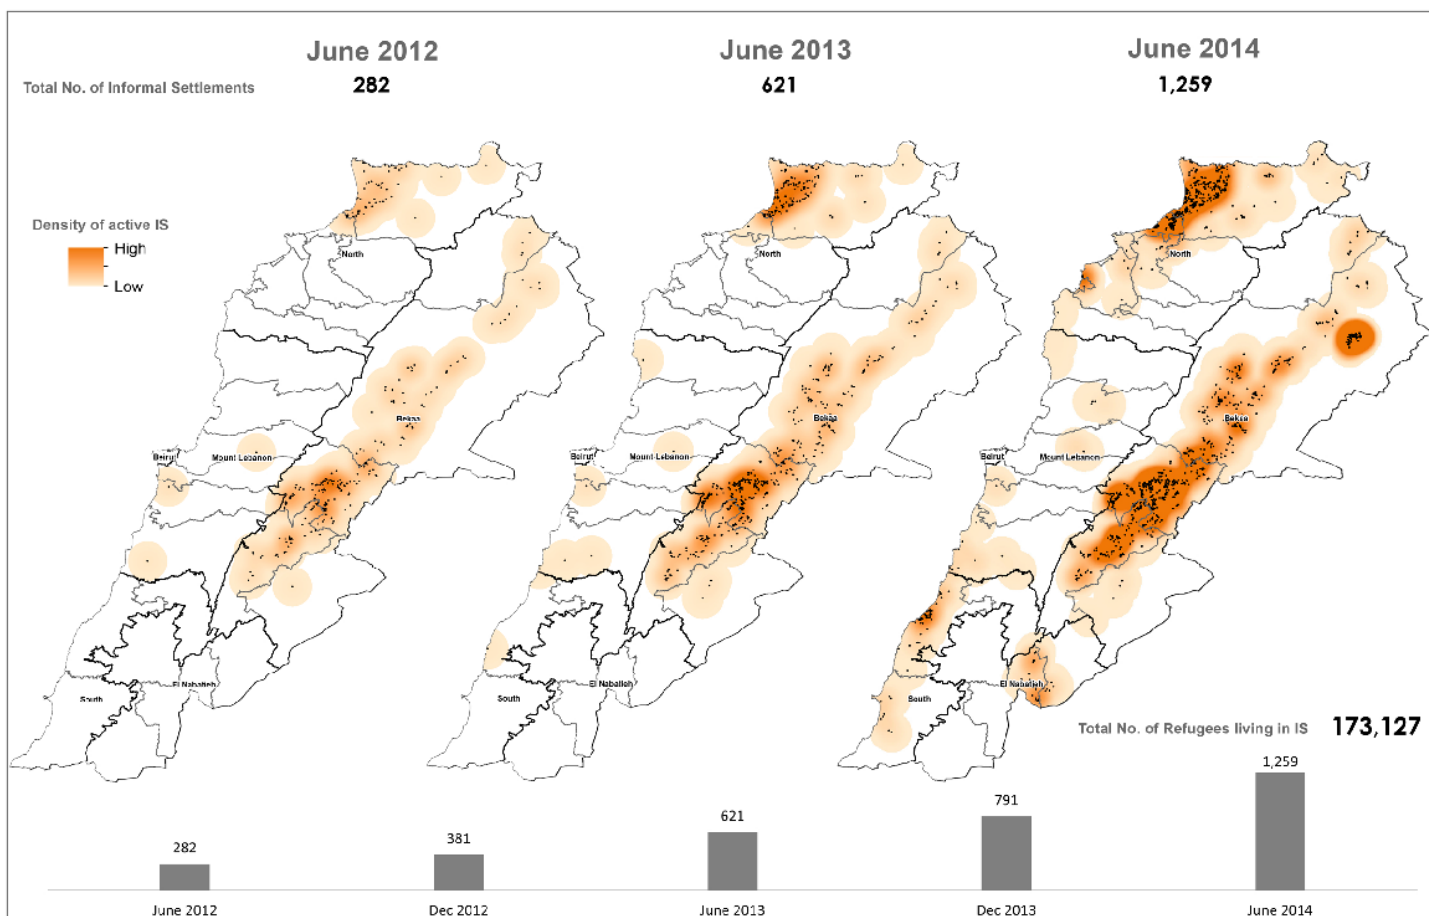 June 2012
June 2013
June 2014
Total No. of Informal Settlements
282
621
1,259
Density of active IS
High
Low
North
Bekaa
Beirut
Mount Lebanon
El Nabatieh
South
North
Bekaa
Beirut
Mount Lebanon
El Nabatieh
South
North
Bekaa
Beirut
Mount Lebanon
El Nabatieh
South
Total No. of Refugees living in IS 173,127
282
381
621
791
1,259
June 2012
Dec 2012
June 2013
Dec 2013
June 2014